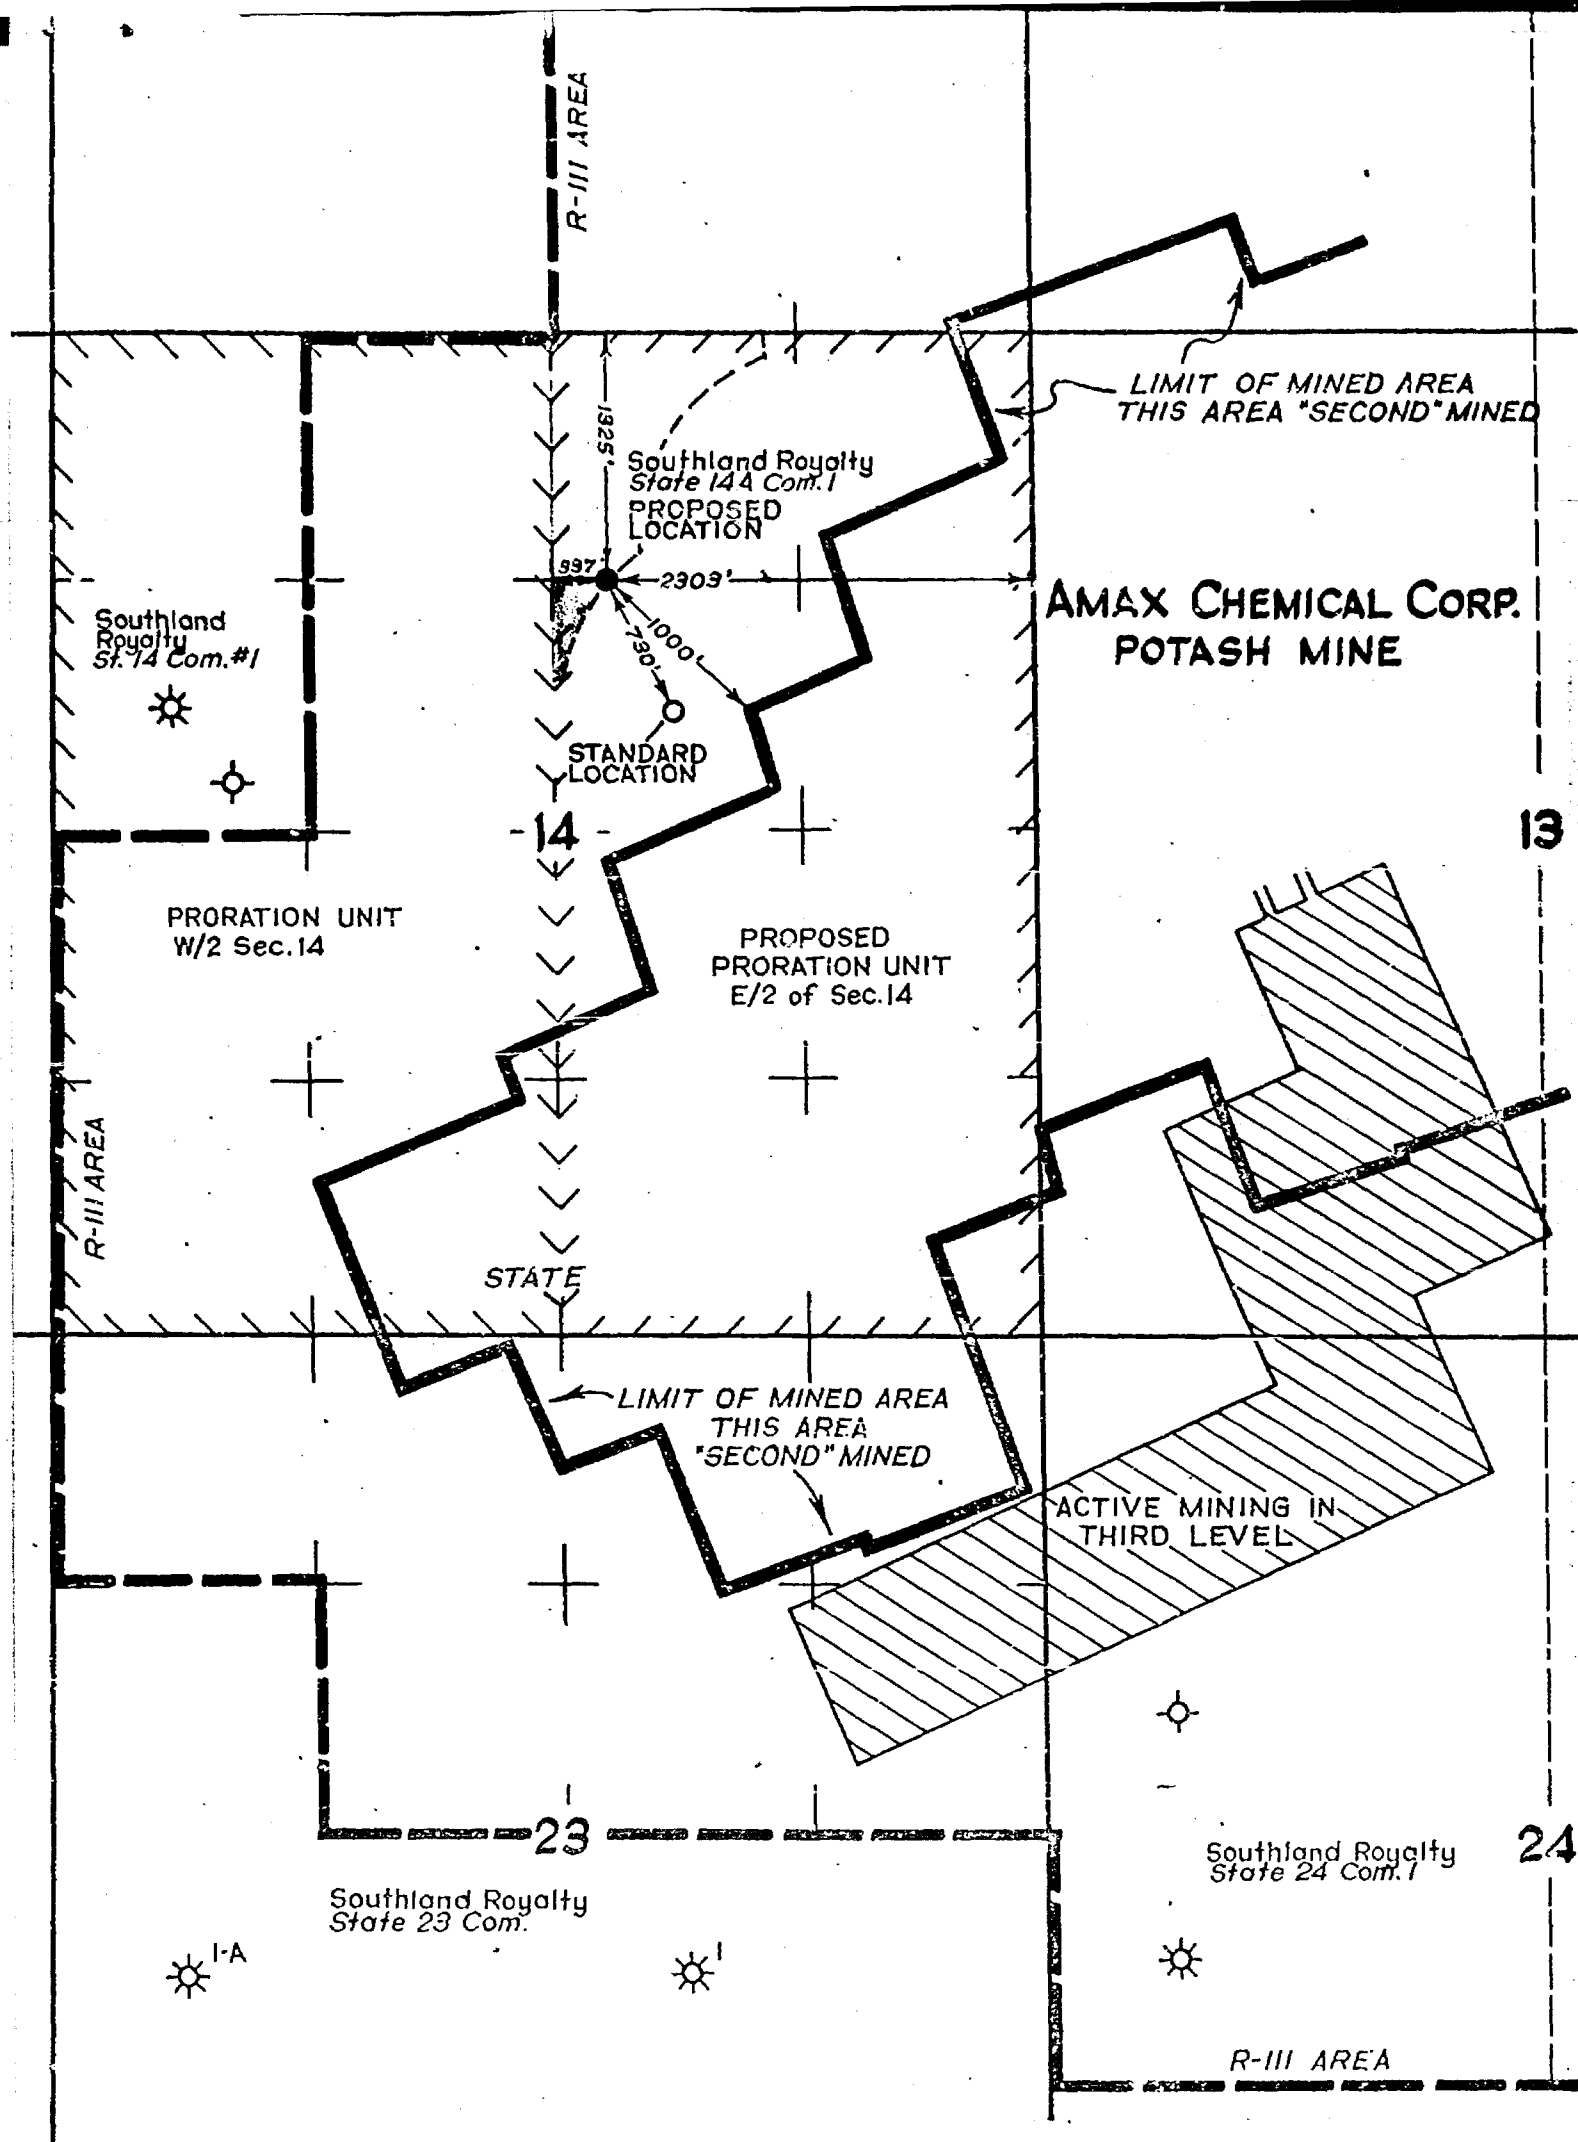 R-111 AREA
LIMIT OF MINED AREA
THIS AREA "SECOND" MINED
1325'
Southland Royalty
State 14A Com. 1
PROPOSED
LOCATION
2303'
1000'
730'
AMAX CHEMICAL CORP.
POTASH MINE
Southland
Royalty
St. 14 Com. #1
STANDARD
LOCATION
14
13
PRORATION UNIT
W/2 Sec. 14
PROPOSED
PRORATION UNIT
E/2 of Sec. 14
R-111 AREA
STATE
LIMIT OF MINED AREA
THIS AREA
"SECOND" MINED
ACTIVE MINING IN
THIRD LEVEL
23
24
Southland Royalty
State 24 Com. 1
Southland Royalty
State 23 Com.
1-A
1
R-111 AREA